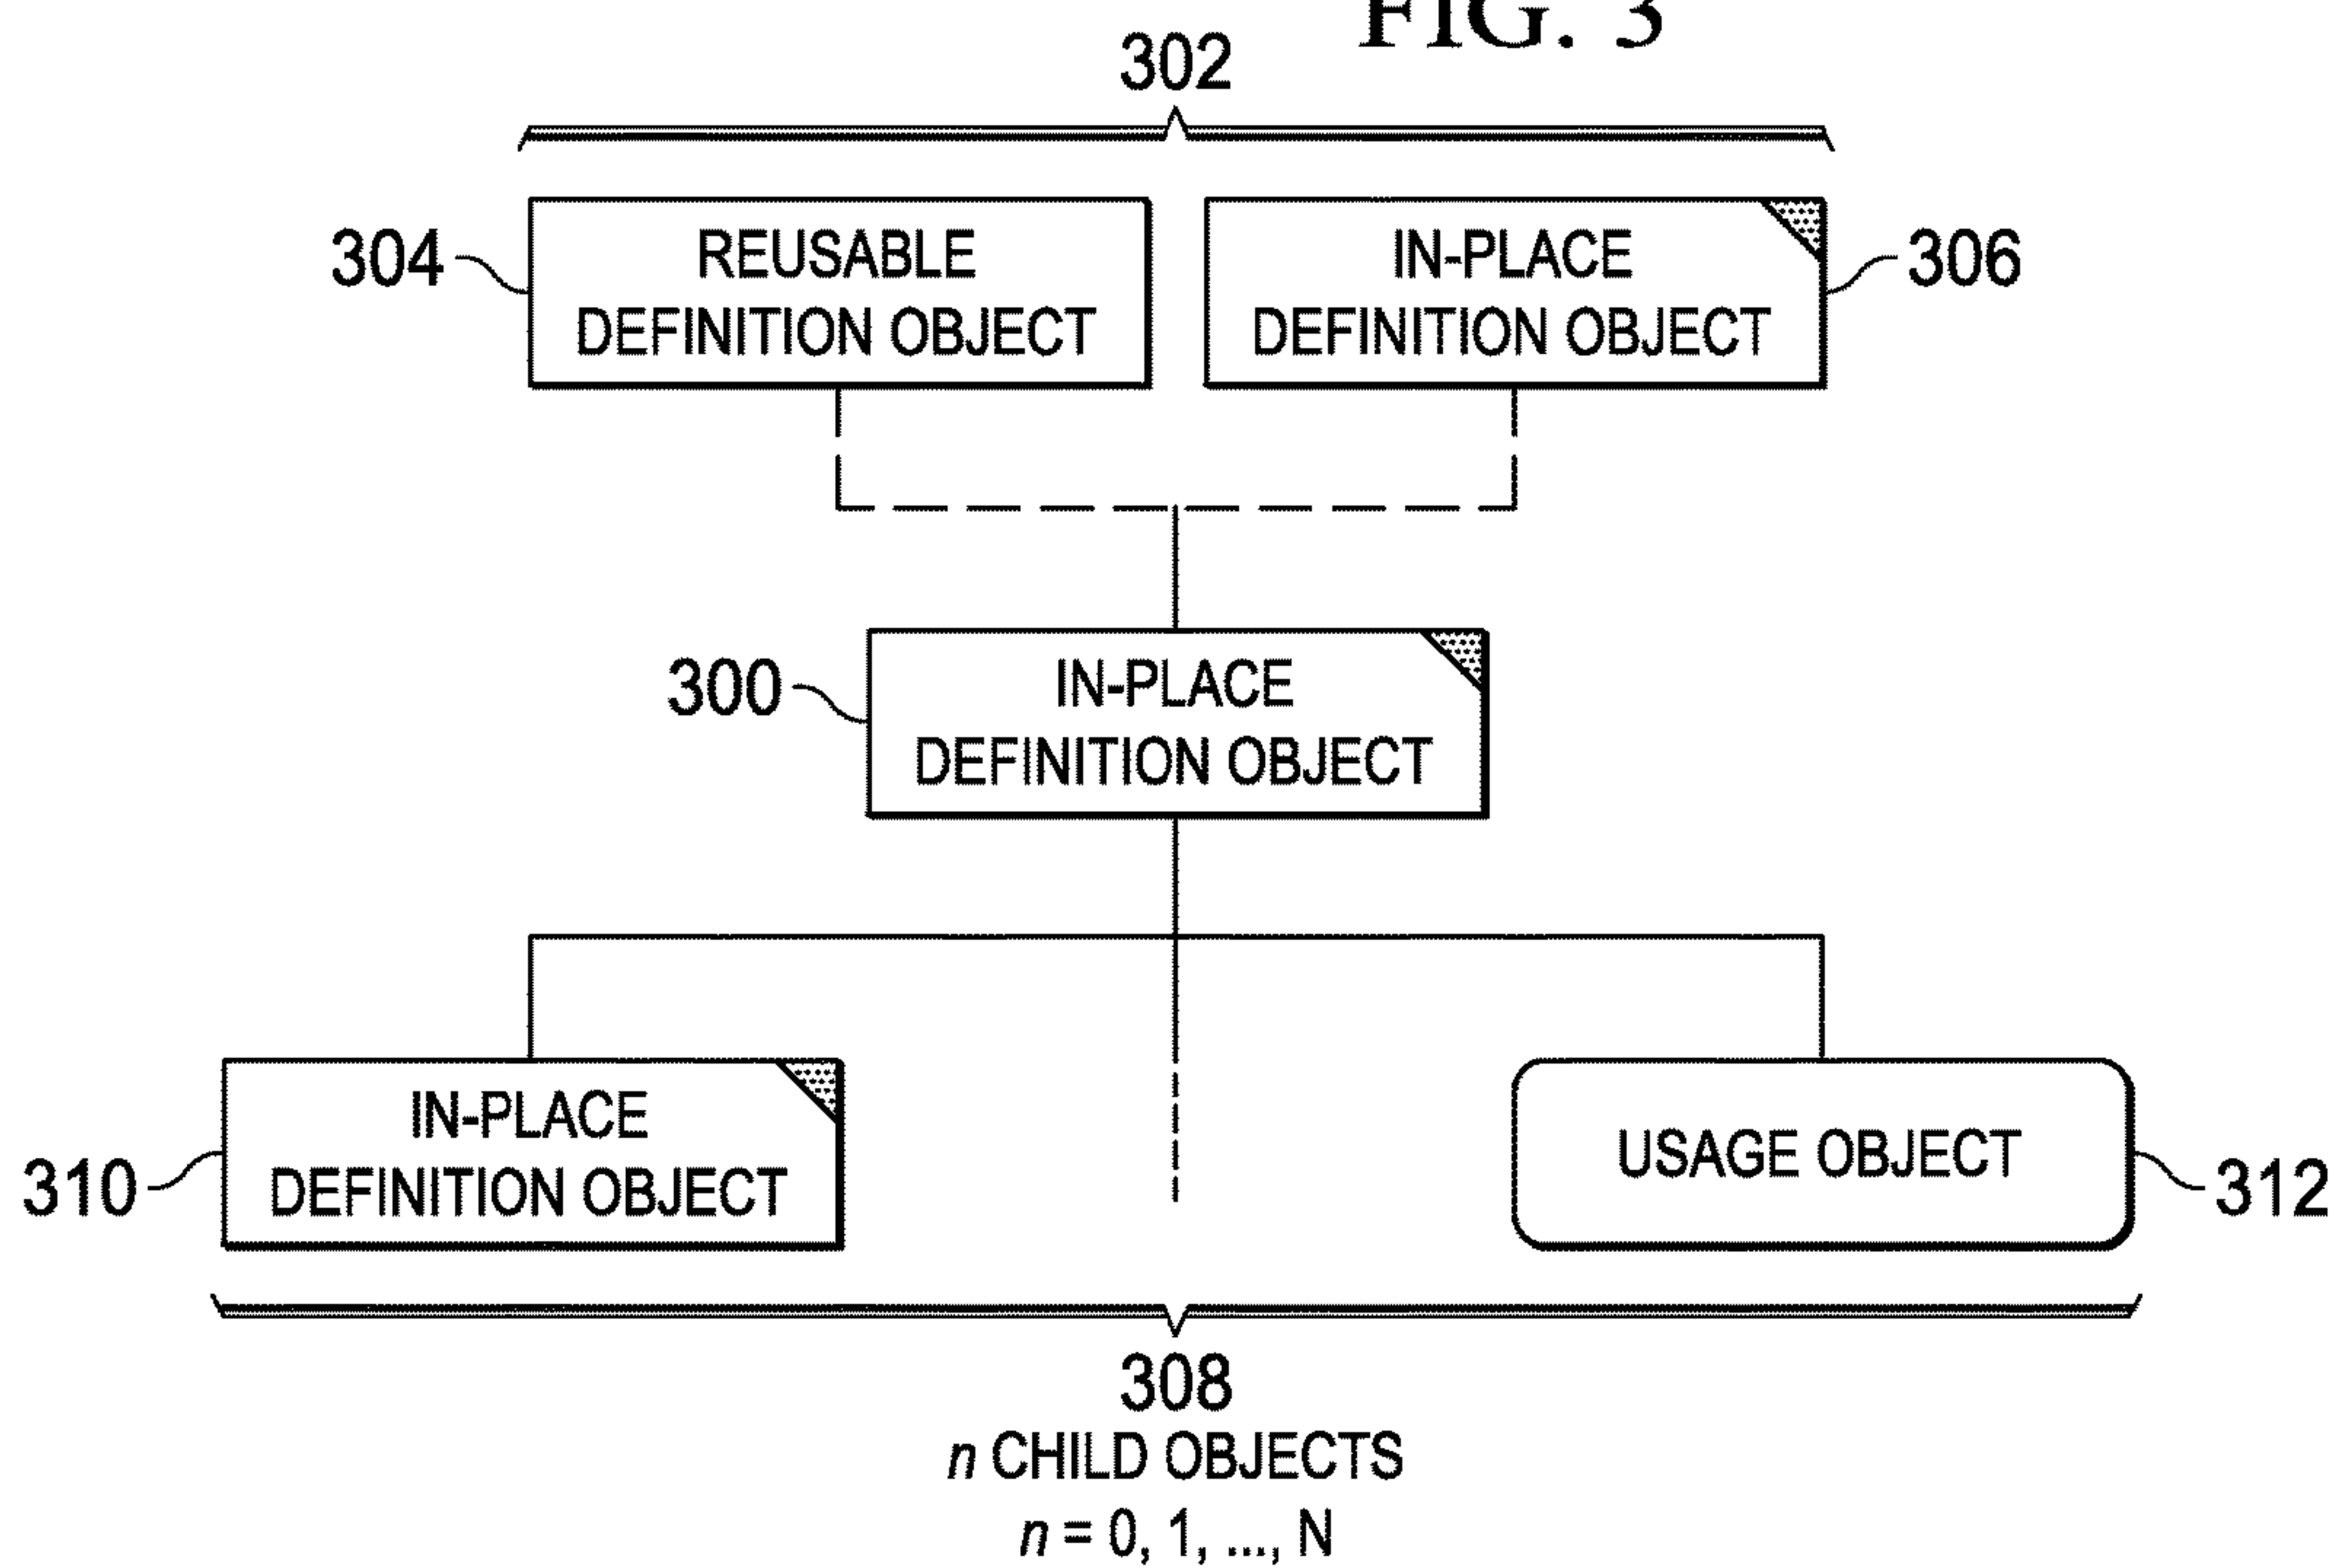 FIG. 3
302
304
REUSABLE
DEFINITION OBJECT
IN-PLACE
DEFINITION OBJECT
306
300
IN-PLACE
DEFINITION OBJECT
310
IN-PLACE
DEFINITION OBJECT
USAGE OBJECT
312
308
n CHILD OBJECTS
n = 0, 1, ..., N